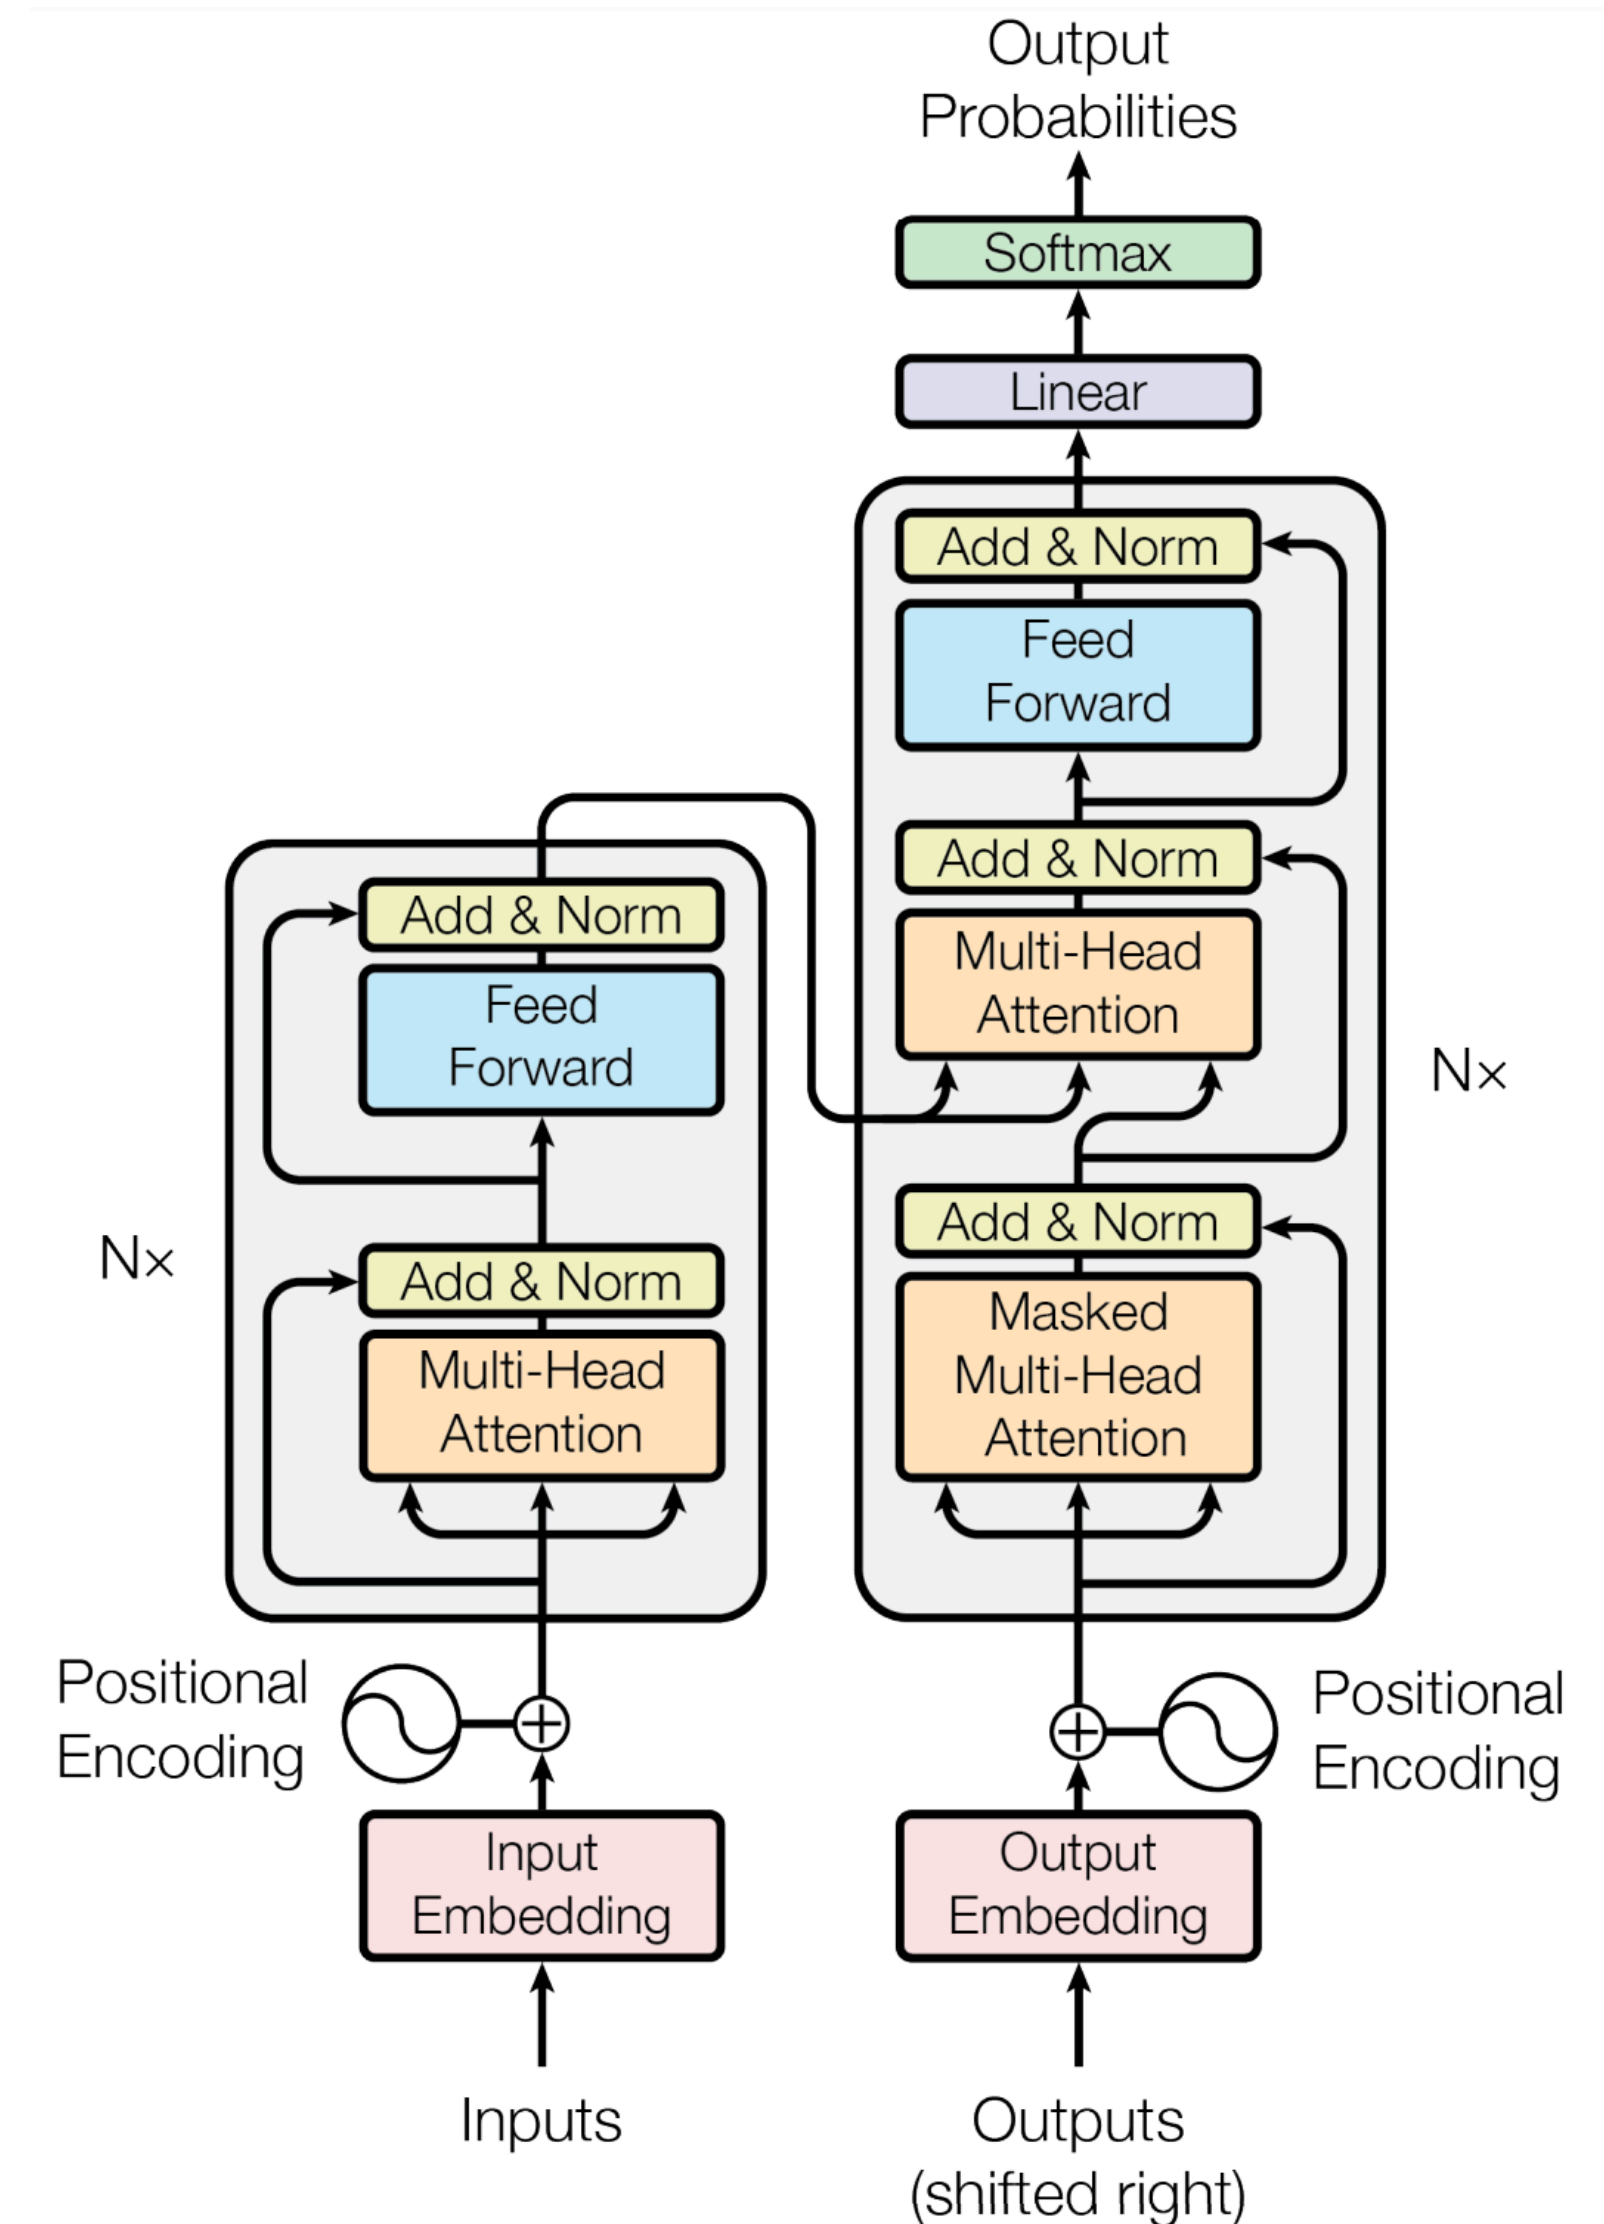 Output
Probabilities
Softmax
Linear
Add & Norm
Feed
Forward
Add & Norm
Multi-Head
Attention
Nx
Add & Norm
Masked
Multi-Head
Attention
Add & Norm
Feed
Forward
Nx
Add & Norm
Multi-Head
Attention
Positional
Encoding
Positional
Encoding
Input
Embedding
Output
Embedding
Inputs
Outputs
(shifted right)